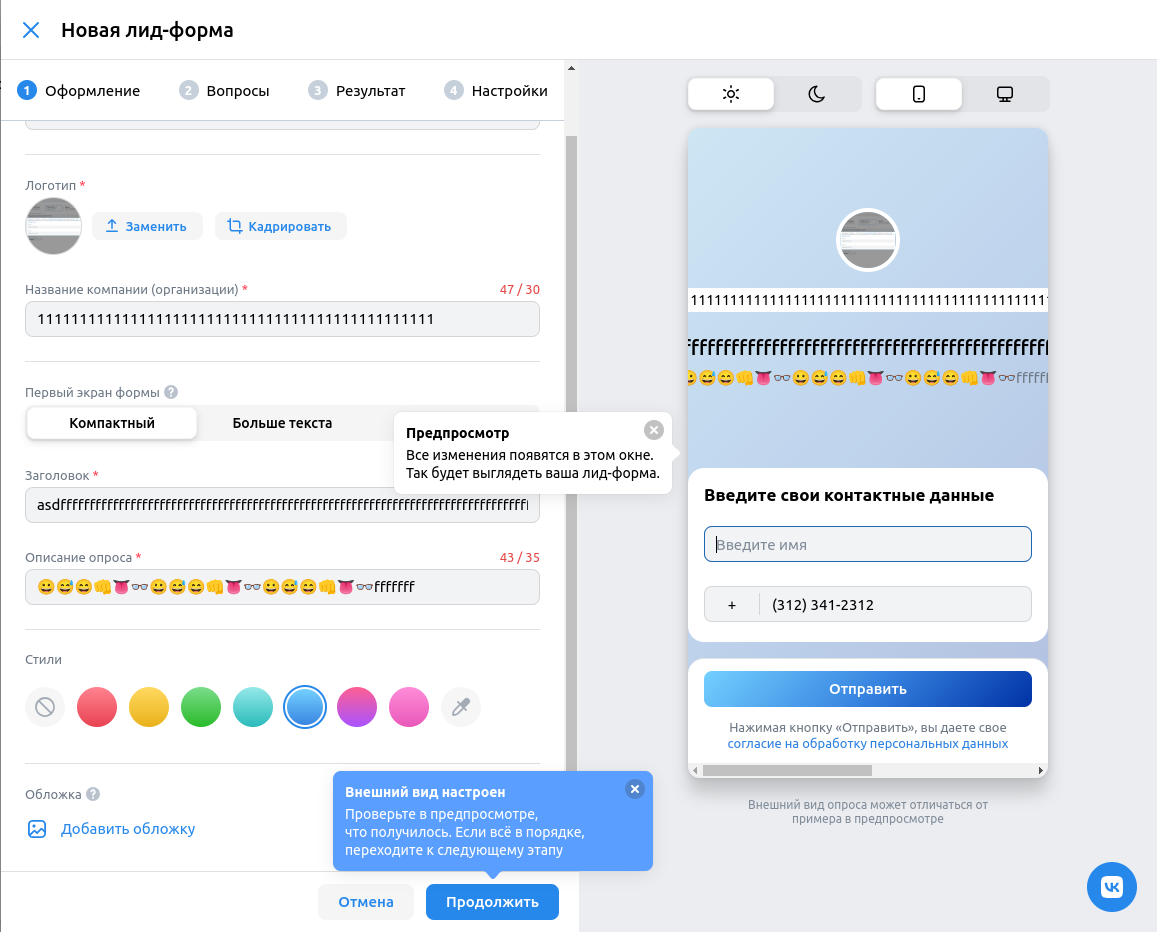 Новая лид-форма
1 Оформление
2 Вопросы
3 Результат
4 Настройки
Логотип *
Заменить
Кадрировать
Название компании (организации) *
47 / 30
11111111111111111111111111111111111111111111111
Первый экран формы ?
Компактный
Больше текста
Заголовок *
Описание опроса *
43 / 35
😀😅😄👊👅👓😀😅😄👊👅👓😀😅😄👊👅👓fffffff
Стили
Обложка ?
Добавить обложку
Отмена
Продолжить
Внешний вид настроен
Проверьте в предпросмотре,
что получилось. Если всё в порядке,
переходите к следующему этапу
Предпросмотр
Все изменения появятся в этом окне.
Так будет выглядеть ваша лид-форма.
Введите свои контактные данные
Введите имя
+ (312) 341-2312
Отправить
Нажимая кнопку «Отправить», вы даете свое
согласие на обработку персональных данных
Внешний вид опроса может отличаться от
примера в предпросмотре